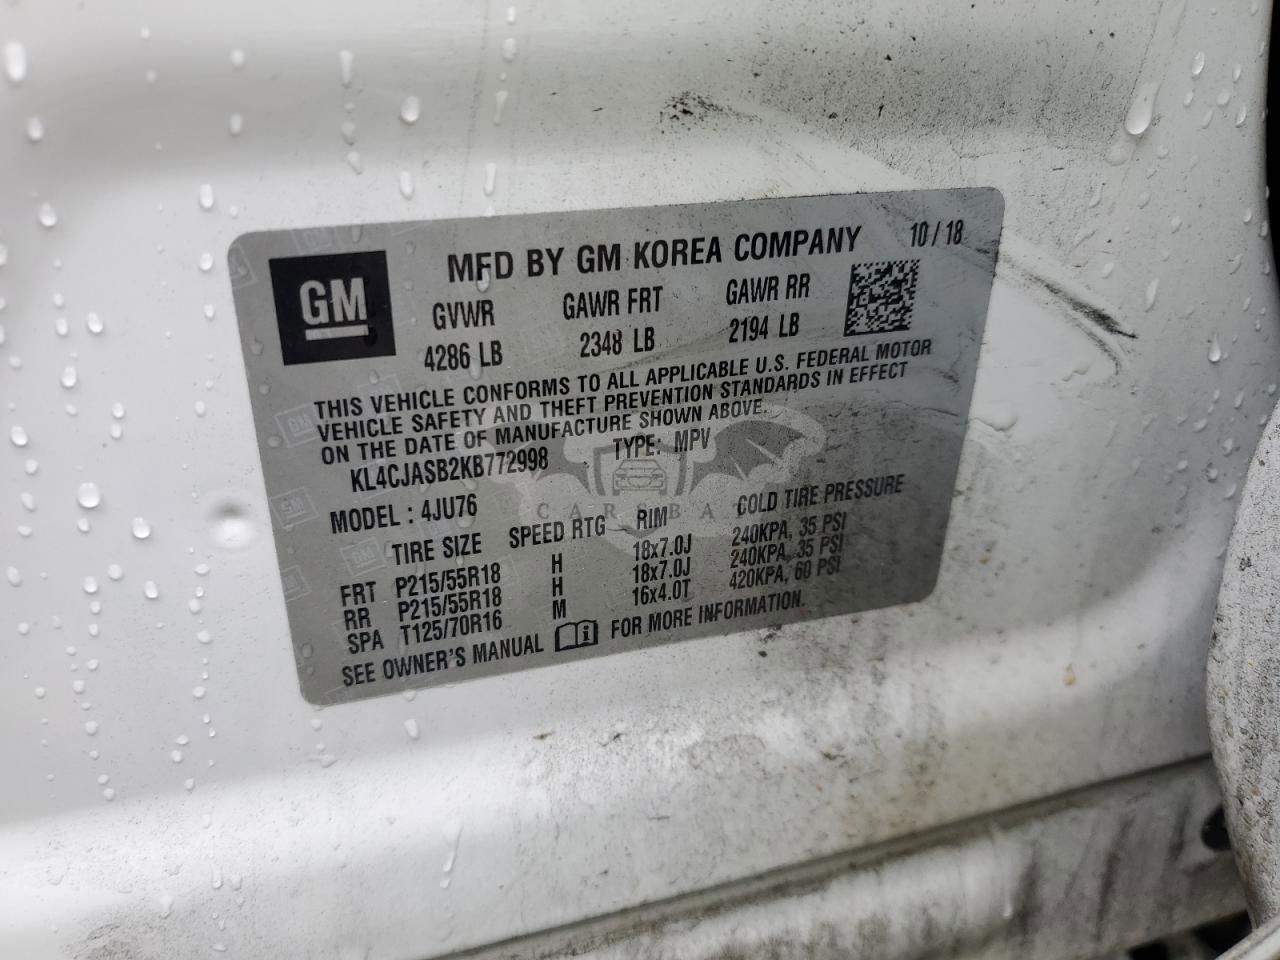 GM
MFD BY GM KOREA COMPANY 10 / 18
GVWR GAWR FRT GAWR RR
4286 LB 2348 LB 2194 LB
THIS VEHICLE CONFORMS TO ALL APPLICABLE U.S. FEDERAL MOTOR
VEHICLE SAFETY AND THEFT PREVENTION STANDARDS IN EFFECT
ON THE DATE OF MANUFACTURE SHOWN ABOVE.
KL4CJASB2KB772998 TYPE: MPV
MODEL : 4JU76
TIRE SIZE SPEED RTG RIM COLD TIRE PRESSURE
FRT P215/55R18 H 18x7.0J 240KPA, 35 PSI
RR P215/55R18 H 18x7.0J 240KPA, 35 PSI
SPA T125/70R16 M 16x4.0T 420KPA, 60 PSI
SEE OWNER'S MANUAL FOR MORE INFORMATION.